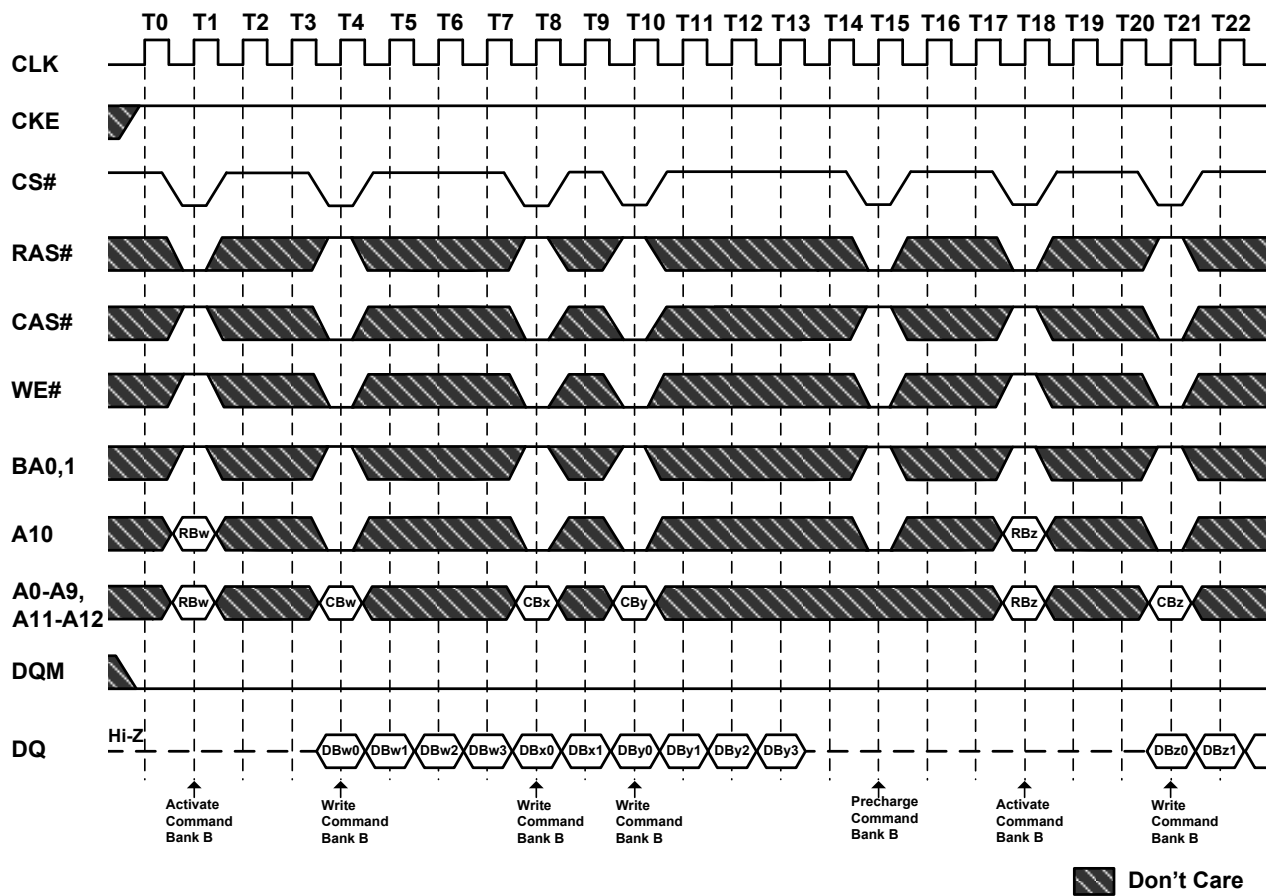 T0 T1 T2 T3 T4 T5 T6 T7 T8 T9 T10 T11 T12 T13 T14 T15 T16 T17 T18 T19 T20 T21 T22
CLK
CKE
CS#
RAS#
CAS#
WE#
BA0,1
A10 RBw RBz
A0-A9,
A11-A12 RBw CBw CBx CBy RBz CBz
DQM
DQ Hi-Z DBw0 DBw1 DBw2 DBw3 DBx0 DBx1 DBy0 DBy1 DBy2 DBy3 DBz0 DBz1
Activate
Command
Bank B
Write
Command
Bank B
Write
Command
Bank B
Write
Command
Bank B
Precharge
Command
Bank B
Activate
Command
Bank B
Write
Command
Bank B
Don't Care